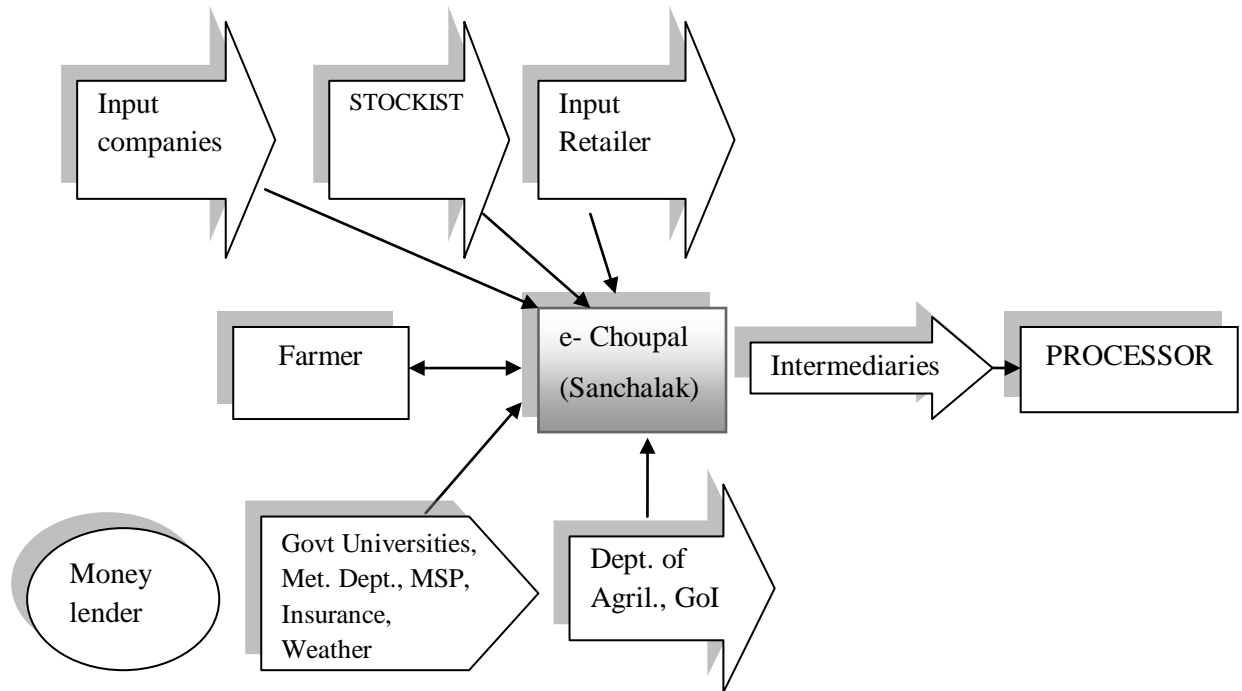 Input
companies
STOCKIST
Input
Retailer
Farmer
e- Choupal
(Sanchalak)
Intermediaries
PROCESSOR
Money
lender
Govt Universities,
Met. Dept., MSP,
Insurance,
Weather
Dept. of
Agril., GoI